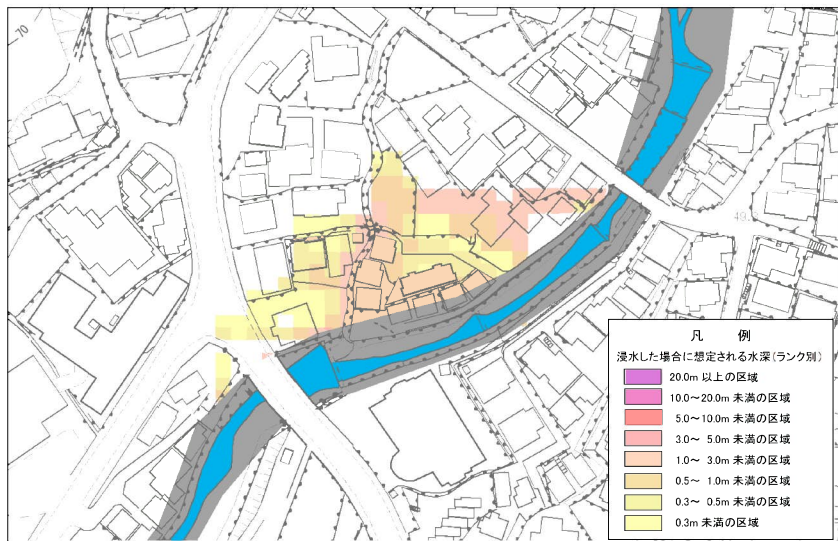 70
49.
凡 例
浸水した場合に想定される水深(ランク別)
20.0m 以上の区域
10.0～20.0m 未満の区域
5.0～10.0m 未満の区域
3.0～ 5.0m 未満の区域
1.0～ 3.0m 未満の区域
0.5～ 1.0m 未満の区域
0.3～ 0.5m 未満の区域
0.3m 未満の区域